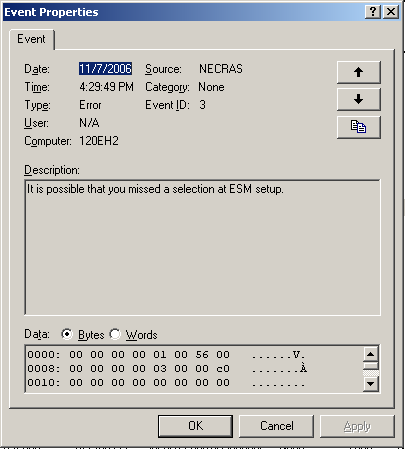 Event Properties
Event
Date: 11/7/2006 Source: NECRAS
Time: 4:29:49 PM Category: None
Type: Error Event ID: 3
User: N/A
Computer: 120EH2
Description:
It is possible that you missed a selection at ESM setup.
Data: Bytes Words
0000: 00 00 00 00 01 00 56 00 ......V.
0008: 00 00 00 00 03 00 00 c0 .......À
0010: 00 00 00 00 00 00 00 00 ........
OK Cancel Apply